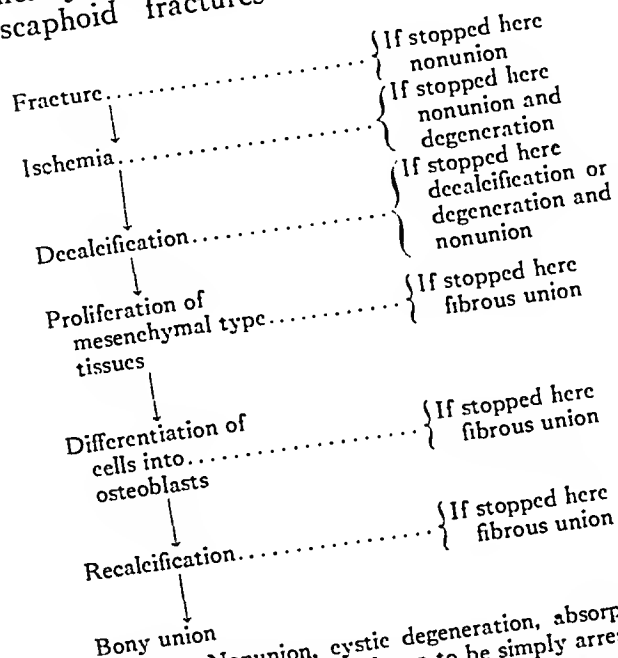 scaphoid fractures
If stopped here
nonunion
Fracture
If stopped here
nonunion and
degeneration
Ischemia
If stopped here
decalcification or
degeneration and
nonunion
Decalcification
If stopped here
fibrous union
Proliferation of
mesenchymal type
tissues
If stopped here
fibrous union
Differentiation of
cells into
osteoblasts
If stopped here
fibrous union
Recalcification
Bony union
Nonunion, cystic degeneration,
to be simply